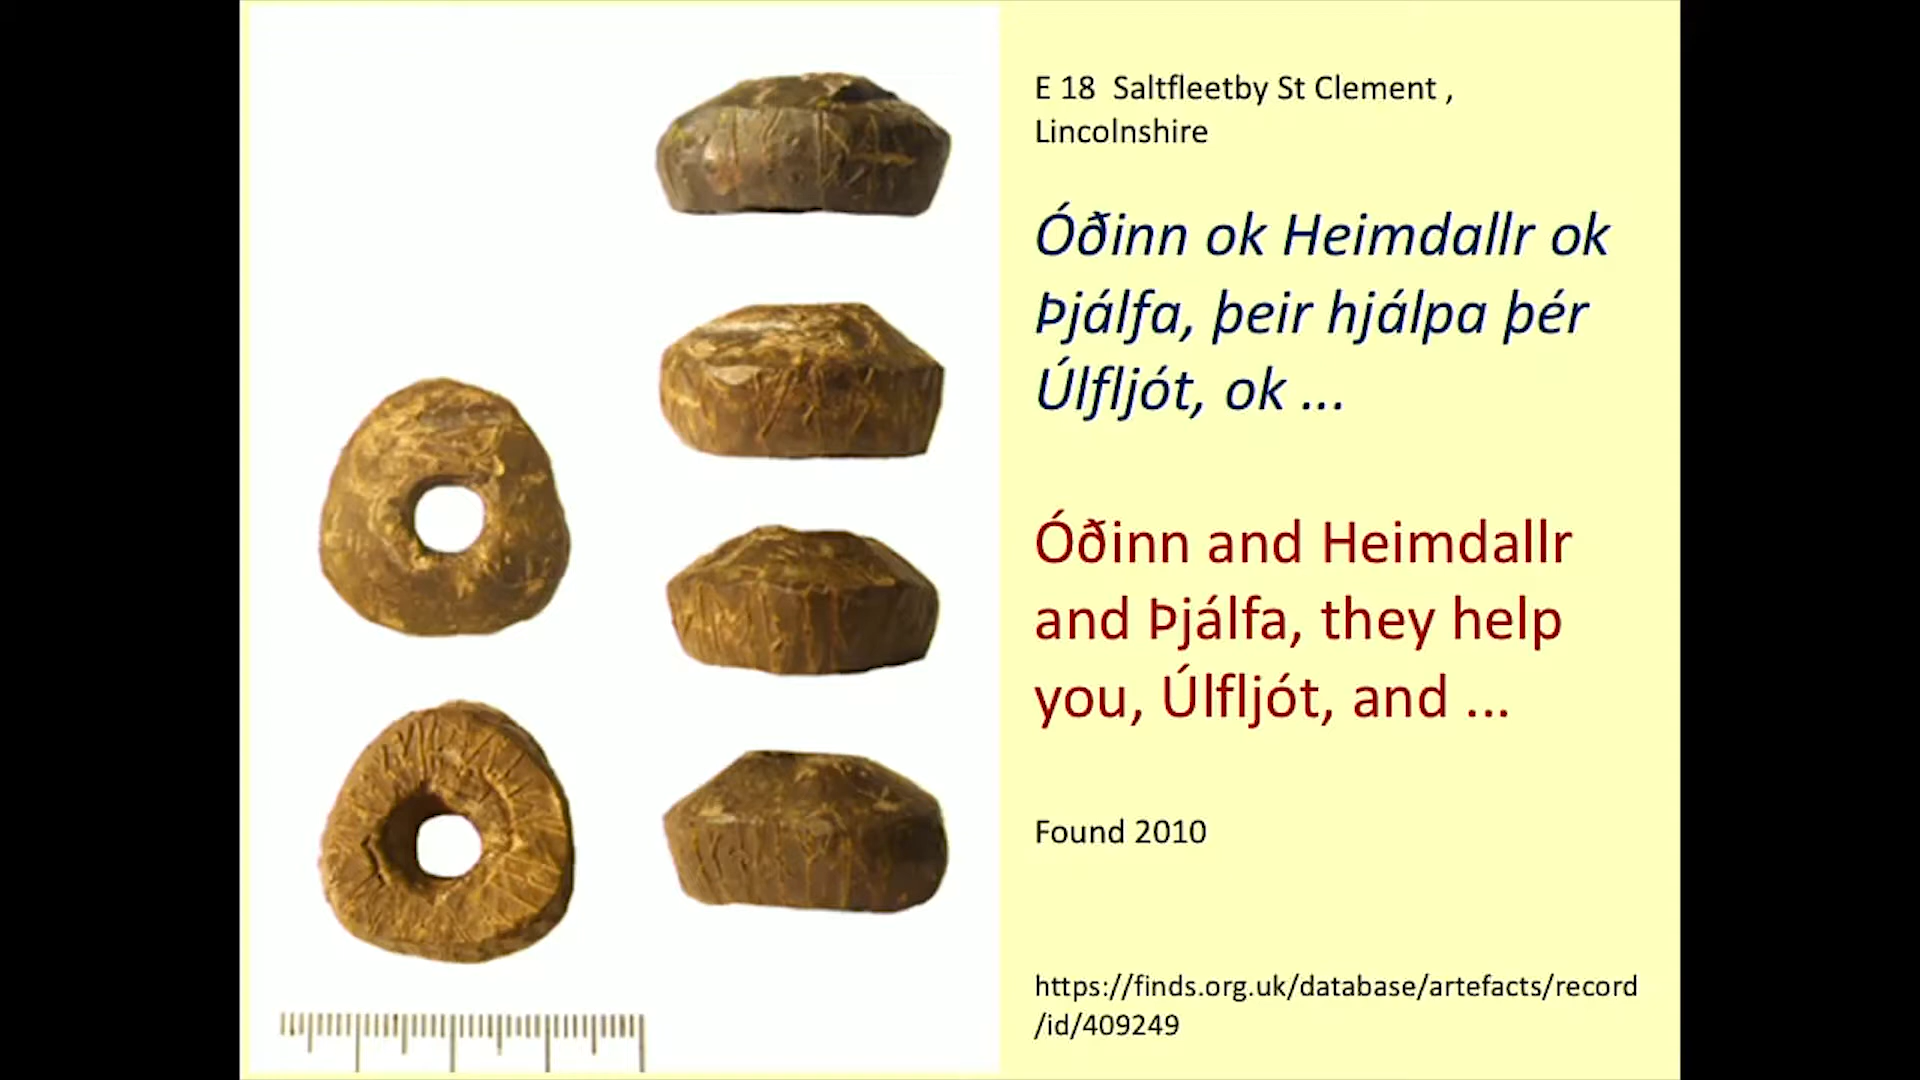 E 18  Saltfleetby St Clement ,
Lincolnshire
Óðinn ok Heimdallr ok
Þjálfa, þeir hjálpa þér
Úlfljót, ok ...
Óðinn and Heimdallr
and Þjálfa, they help
you, Úlfljót, and ...
Found 2010
https://finds.org.uk/database/artefacts/record
/id/409249